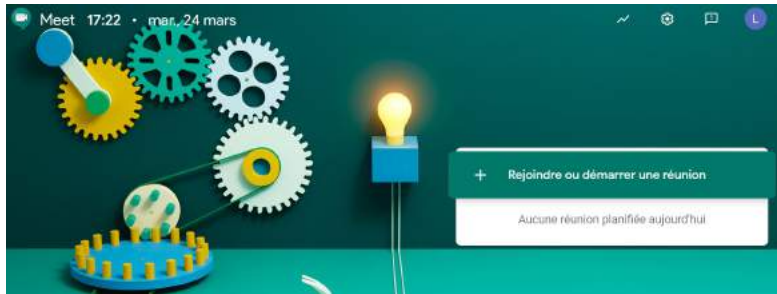 Meet 17:22 • mar. 24 mars
L
+ Rejoindre ou démarrer une réunion
Aucune réunion planifiée aujourd'hui